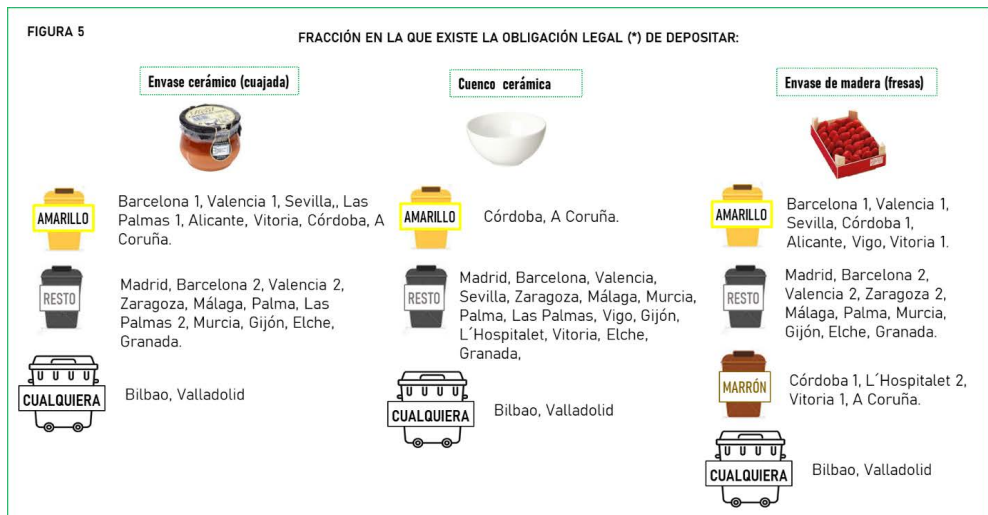 FIGURA 5
FRACCIÓN EN LA QUE EXISTE LA OBLIGACIÓN LEGAL (*) DE DEPOSITAR:
Envase cerámico (cuajada)
AMARILLO
Barcelona 1, Valencia 1, Sevilla,, Las
Palmas 1, Alicante, Vitoria, Córdoba, A
Coruña.
RESTO
Madrid, Barcelona 2, Valencia 2,
Zaragoza, Málaga, Palma, Las
Palmas 2, Murcia, Gijón, Elche,
Granada.
CUALQUIERA
Bilbao, Valladolid
Cuenco cerámica
AMARILLO
Córdoba, A Coruña.
RESTO
Madrid, Barcelona, Valencia,
Sevilla, Zaragoza, Málaga, Murcia,
Palma, Las Palmas, Vigo, Gijón,
L´Hospitalet, Vitoria, Elche,
Granada,
CUALQUIERA
Bilbao, Valladolid
Envase de madera (fresas)
AMARILLO
Barcelona 1, Valencia 1,
Sevilla, Córdoba 1,
Alicante, Vigo, Vitoria 1.
RESTO
Madrid, Barcelona 2,
Valencia 2, Zaragoza 2,
Málaga, Palma, Murcia,
Gijón, Elche, Granada.
MARRÓN
Córdoba 1, L´Hospitalet 2,
Vitoria 1, A Coruña.
CUALQUIERA
Bilbao, Valladolid